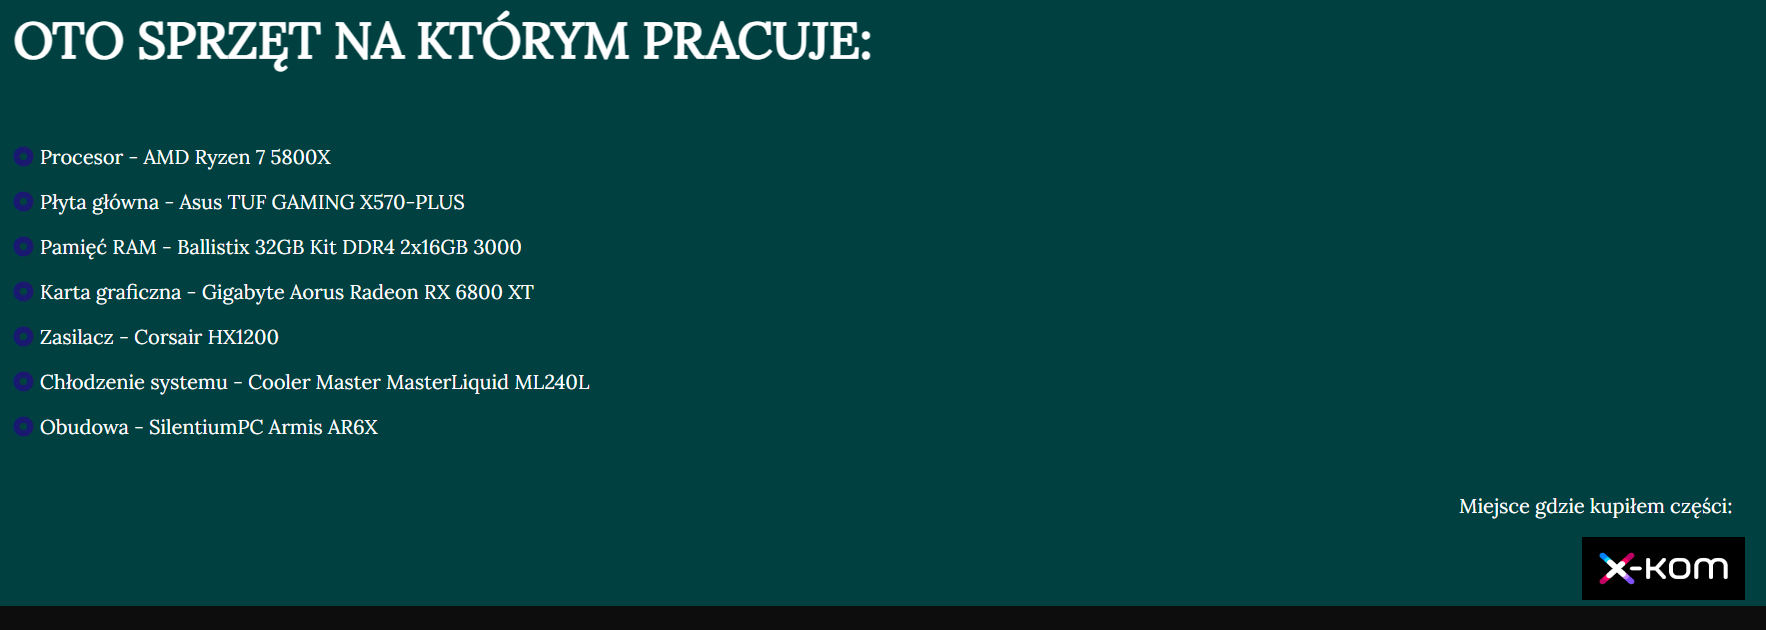 OTO SPRZĘT NA KTÓRYM PRACUJE:
Procesor - AMD Ryzen 7 5800X
Płyta główna - Asus TUF GAMING X570-PLUS
Pamięć RAM - Ballistix 32GB Kit DDR4 2x16GB 3000
Karta graficzna - Gigabyte Aorus Radeon RX 6800 XT
Zasilacz - Corsair HX1200
Chłodzenie systemu - Cooler Master MasterLiquid ML240L
Obudowa - SilentiumPC Armis AR6X
Miejsce gdzie kupiłem części:
x-kom